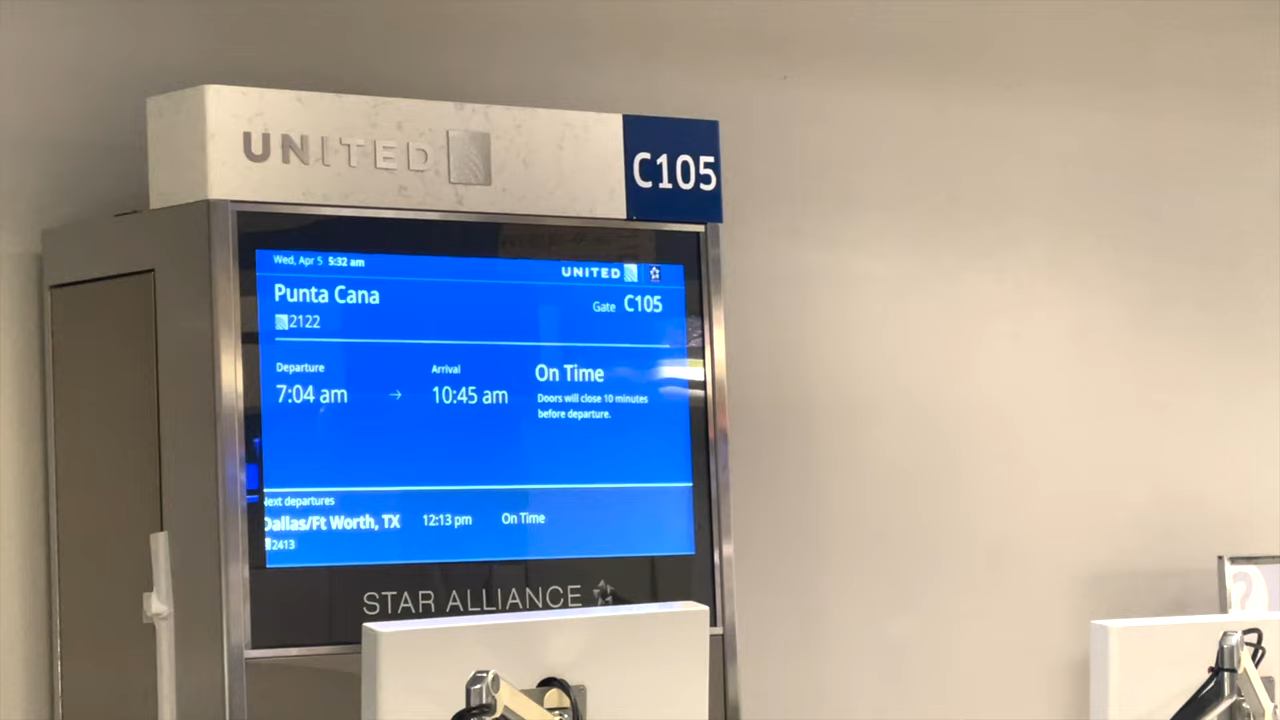 UNITED
C105
Wed, Apr 5 5:32 am
UNITED
Punta Cana
Gate C105
2122
Departure
Arrival
On Time
7:04 am → 10:45 am
Doors will close 10 minutes
before departure.
Next departures
Dallas/Ft Worth, TX 12:13 pm On Time
2413
STAR ALLIANCE